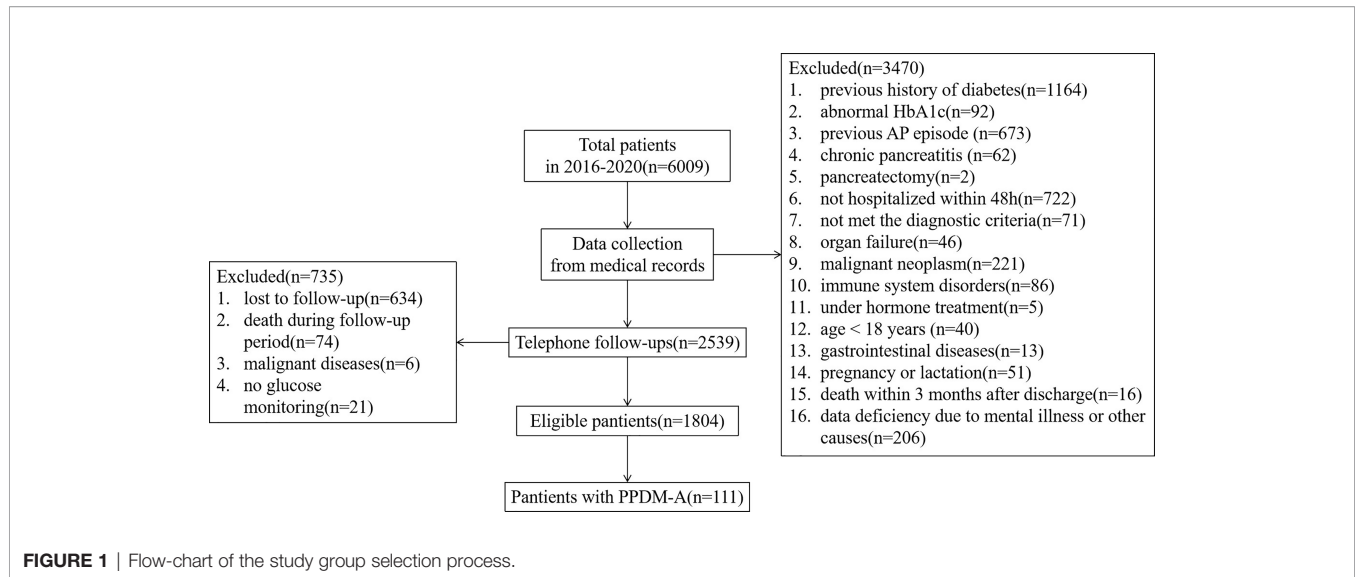 Total patients
in 2016-2020(n=6009)
Data collection
from medical records
Excluded(n=3470)
1. previous history of diabetes(n=1164)
2. abnormal HbA1c(n=92)
3. previous AP episode (n=673)
4. chronic pancreatitis (n=62)
5. pancreatectomy(n=2)
6. not hospitalized within 48h(n=722)
7. not met the diagnostic criteria(n=71)
8. organ failure(n=46)
9. malignant neoplasm(n=221)
10. immune system disorders(n=86)
11. under hormone treatment(n=5)
12. age < 18 years (n=40)
13. gastrointestinal diseases(n=13)
14. pregnancy or lactation(n=51)
15. death within 3 months after discharge(n=16)
16. data deficiency due to mental illness or other
causes(n=206)
Telephone follow-ups(n=2539)
Excluded(n=735)
1. lost to follow-up(n=634)
2. death during follow-up
period(n=74)
3. malignant diseases(n=6)
4. no glucose
monitoring(n=21)
Eligible pantients(n=1804)
Pantients with PPDM-A(n=111)
FIGURE 1 | Flow-chart of the study group selection process.